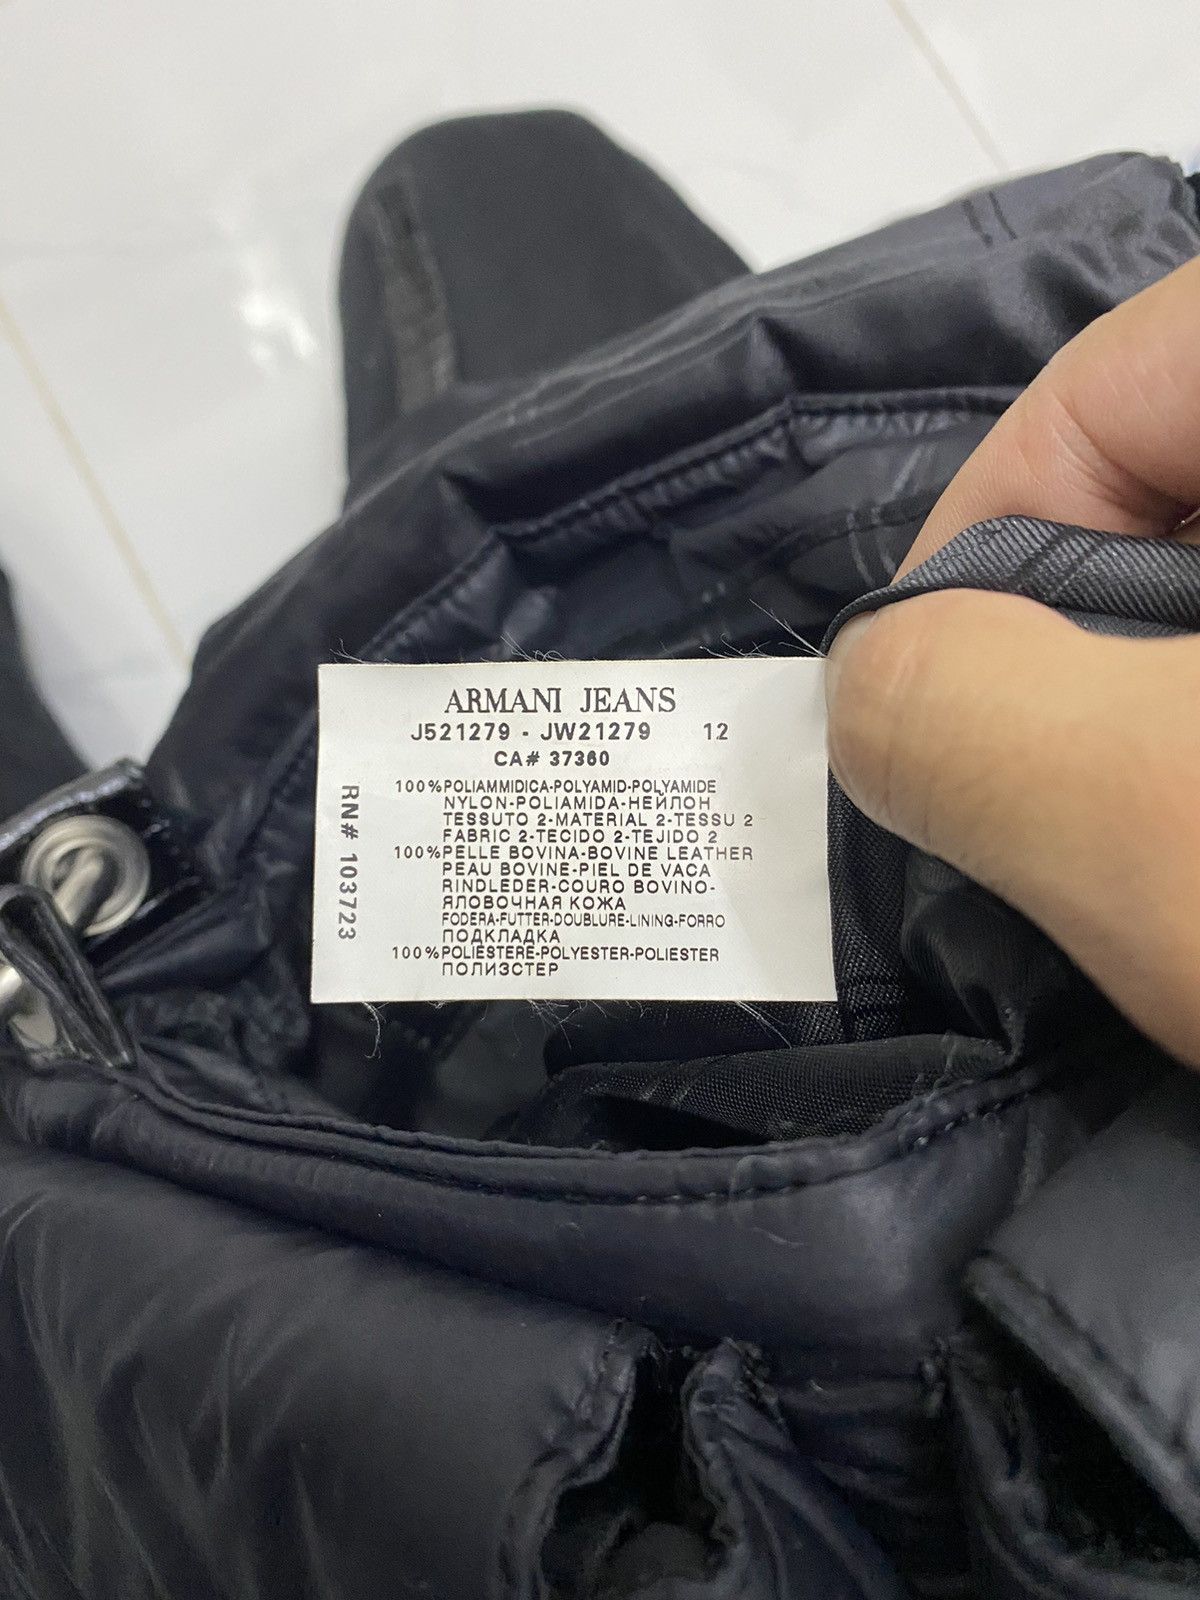 ARMANI JEANS
J521279 - JW21279 12
CA# 37360
100%POLIAMMIDICA-POLYAMID-POLYAMIDE
NYLON-POLIAMIDA-НЕЙЛОН
TESSUTO 2-MATERIAL 2-TESSU 2
FABRIC 2-TECIDO 2-TEJIDO 2
100%PELLE BOVINA-BOVINE LEATHER
PEAU BOVINE-PIEL DE VACA
RINDLEDER-COURO BOVINO-
ЯЛОВОЧНАЯ КОЖА
FODERA-FUTTER-DOUBLURE-LINING-FORRO
ПОДКЛАДКА
100%POLIESTERE-POLYESTER-POLIESTER
ПОЛИЗСТЕР
RN# 103723